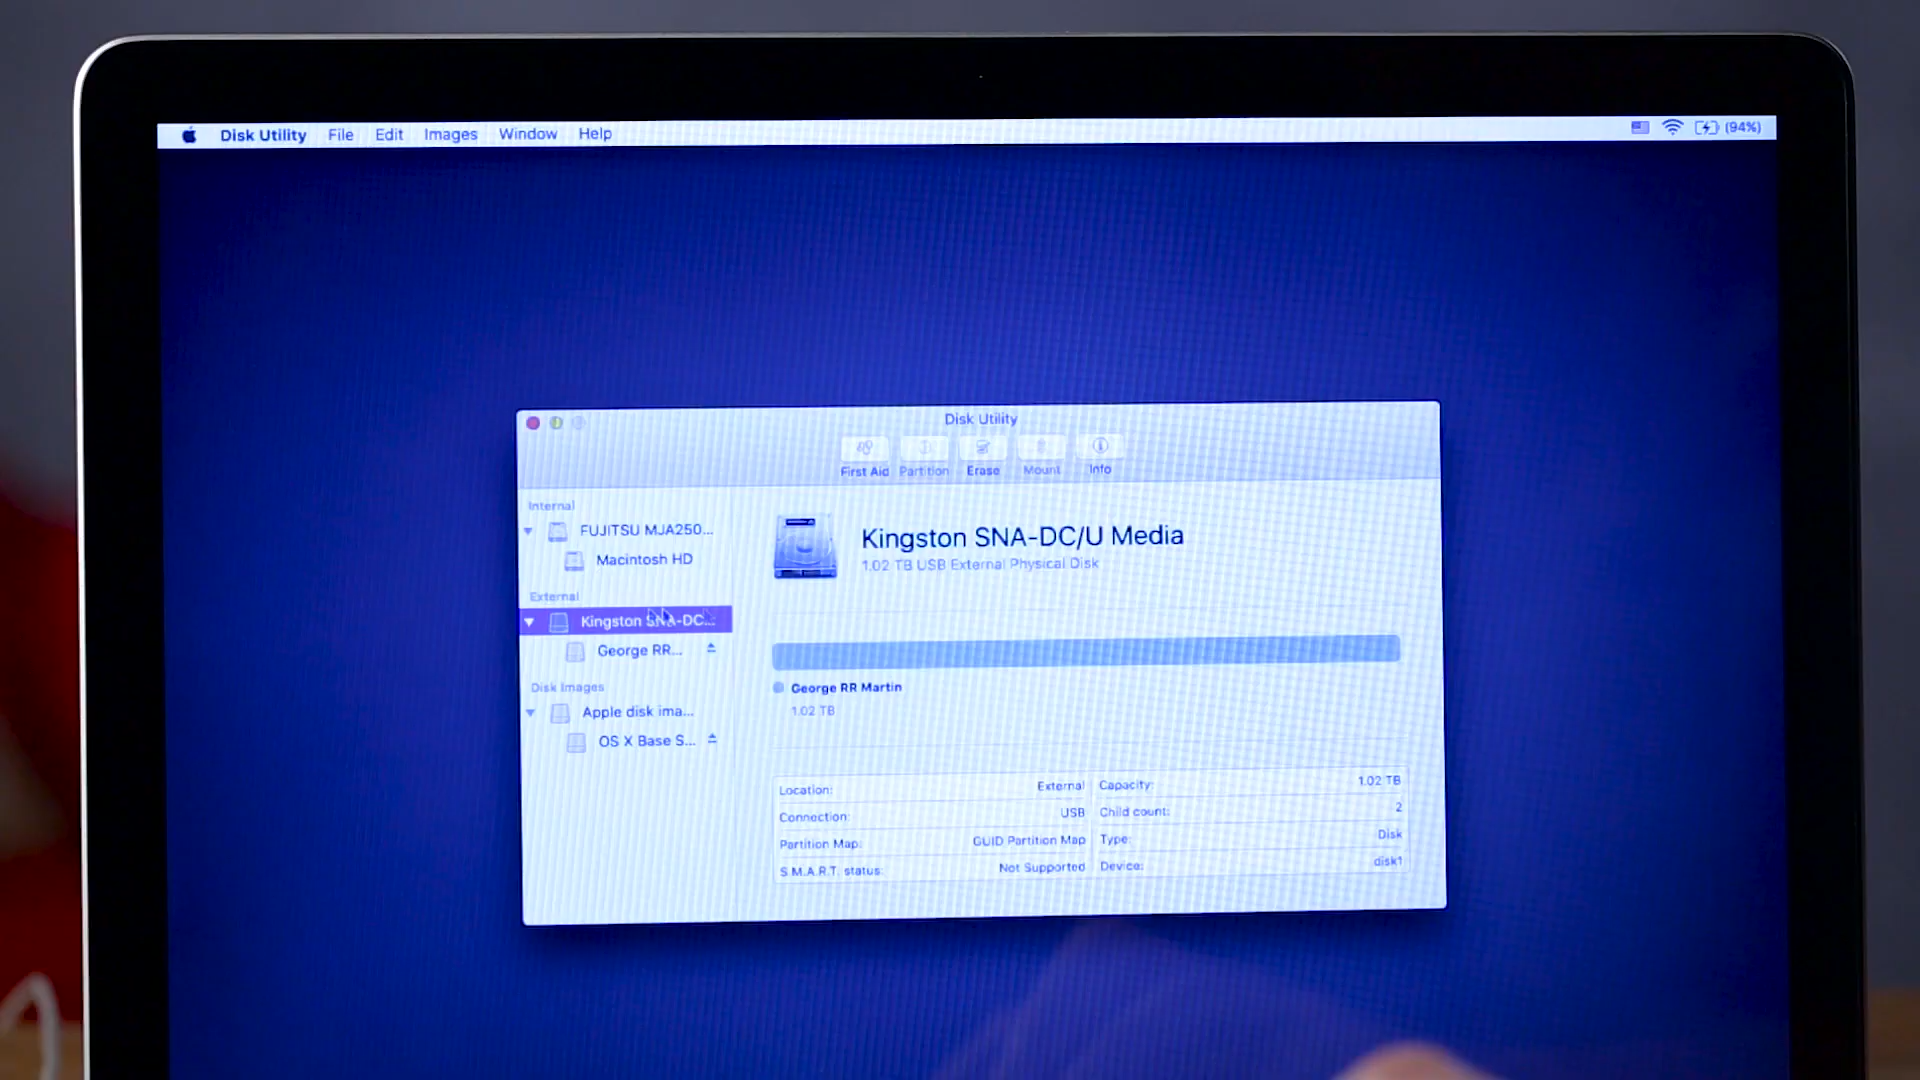 Disk Utility File Edit Images Window Help (94%)
Disk Utility
First Aid Partition Erase Mount Info
Internal
FUJITSU MJA250...
Macintosh HD
External
Kingston SNA-DC...
George RR...
Disk Images
Apple disk ima...
OS X Base S...
Kingston SNA-DC/U Media
1.02 TB USB External Physical Disk
George RR Martin
1.02 TB
Location: External Capacity: 1.02 TB
Connection: USB Child count: 2
Partition Map: GUID Partition Map Type: Disk
S.M.A.R.T. status: Not Supported Device: disk1